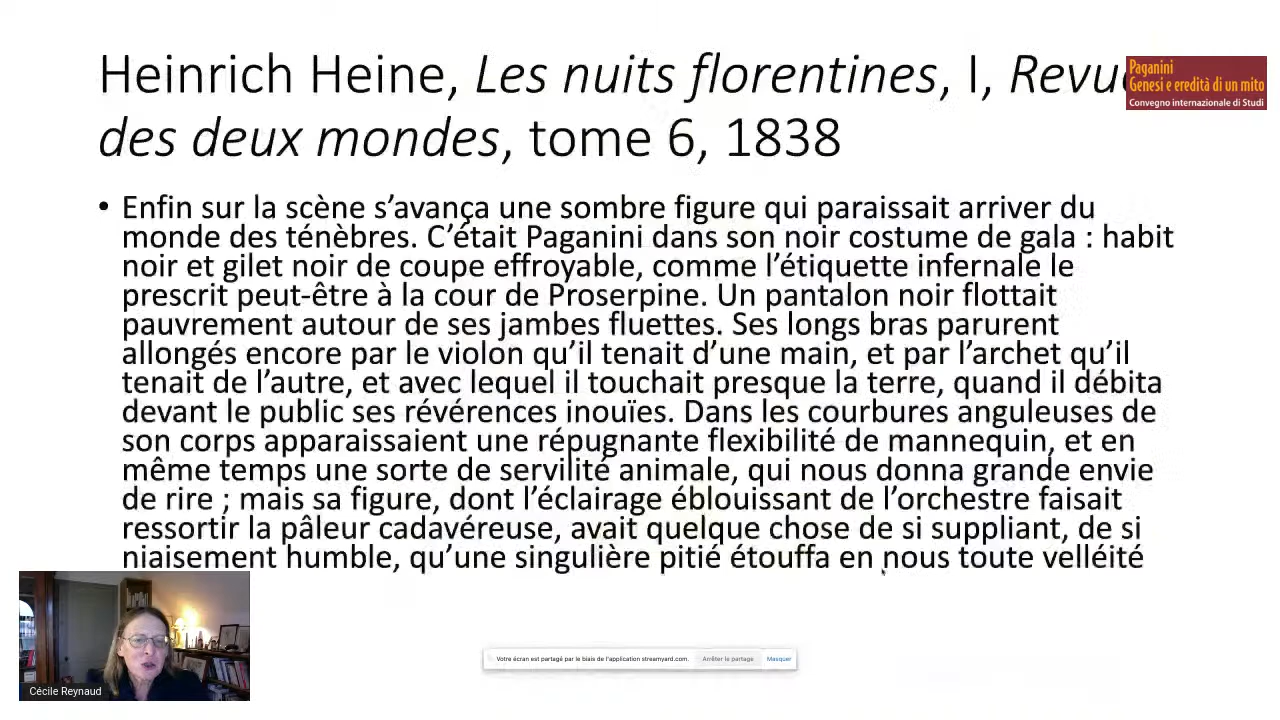 Heinrich Heine, Les nuits florentines, I, Revue
des deux mondes, tome 6, 1838
Paganini
Genesi e eredità di un mito
Convegno internazionale di Studi
• Enfin sur la scène s’avança une sombre figure qui paraissait arriver du
monde des ténèbres. C’était Paganini dans son noir costume de gala : habit
noir et gilet noir de coupe effroyable, comme l’étiquette infernale le
prescrit peut-être à la cour de Proserpine. Un pantalon noir flottait
pauvrement autour de ses jambes fluettes. Ses longs bras parurent
allongés encore par le violon qu’il tenait d’une main, et par l’archet qu’il
tenait de l’autre, et avec lequel il touchait presque la terre, quand il débita
devant le public ses révérences inouïes. Dans les courbures anguleuses de
son corps apparaissaient une répugnante flexibilité de mannequin, et en
même temps une sorte de servilité animale, qui nous donna grande envie
de rire ; mais sa figure, dont l’éclairage éblouissant de l’orchestre faisait
ressortir la pâleur cadavéreuse, avait quelque chose de si suppliant, de si
niaisement humble, qu’une singulière pitié étouffa en nous toute velléité
Votre écran est partagé par le biais de l'application streamyard.com.
Arrêter le partage
Masquer
Cécile Reynaud